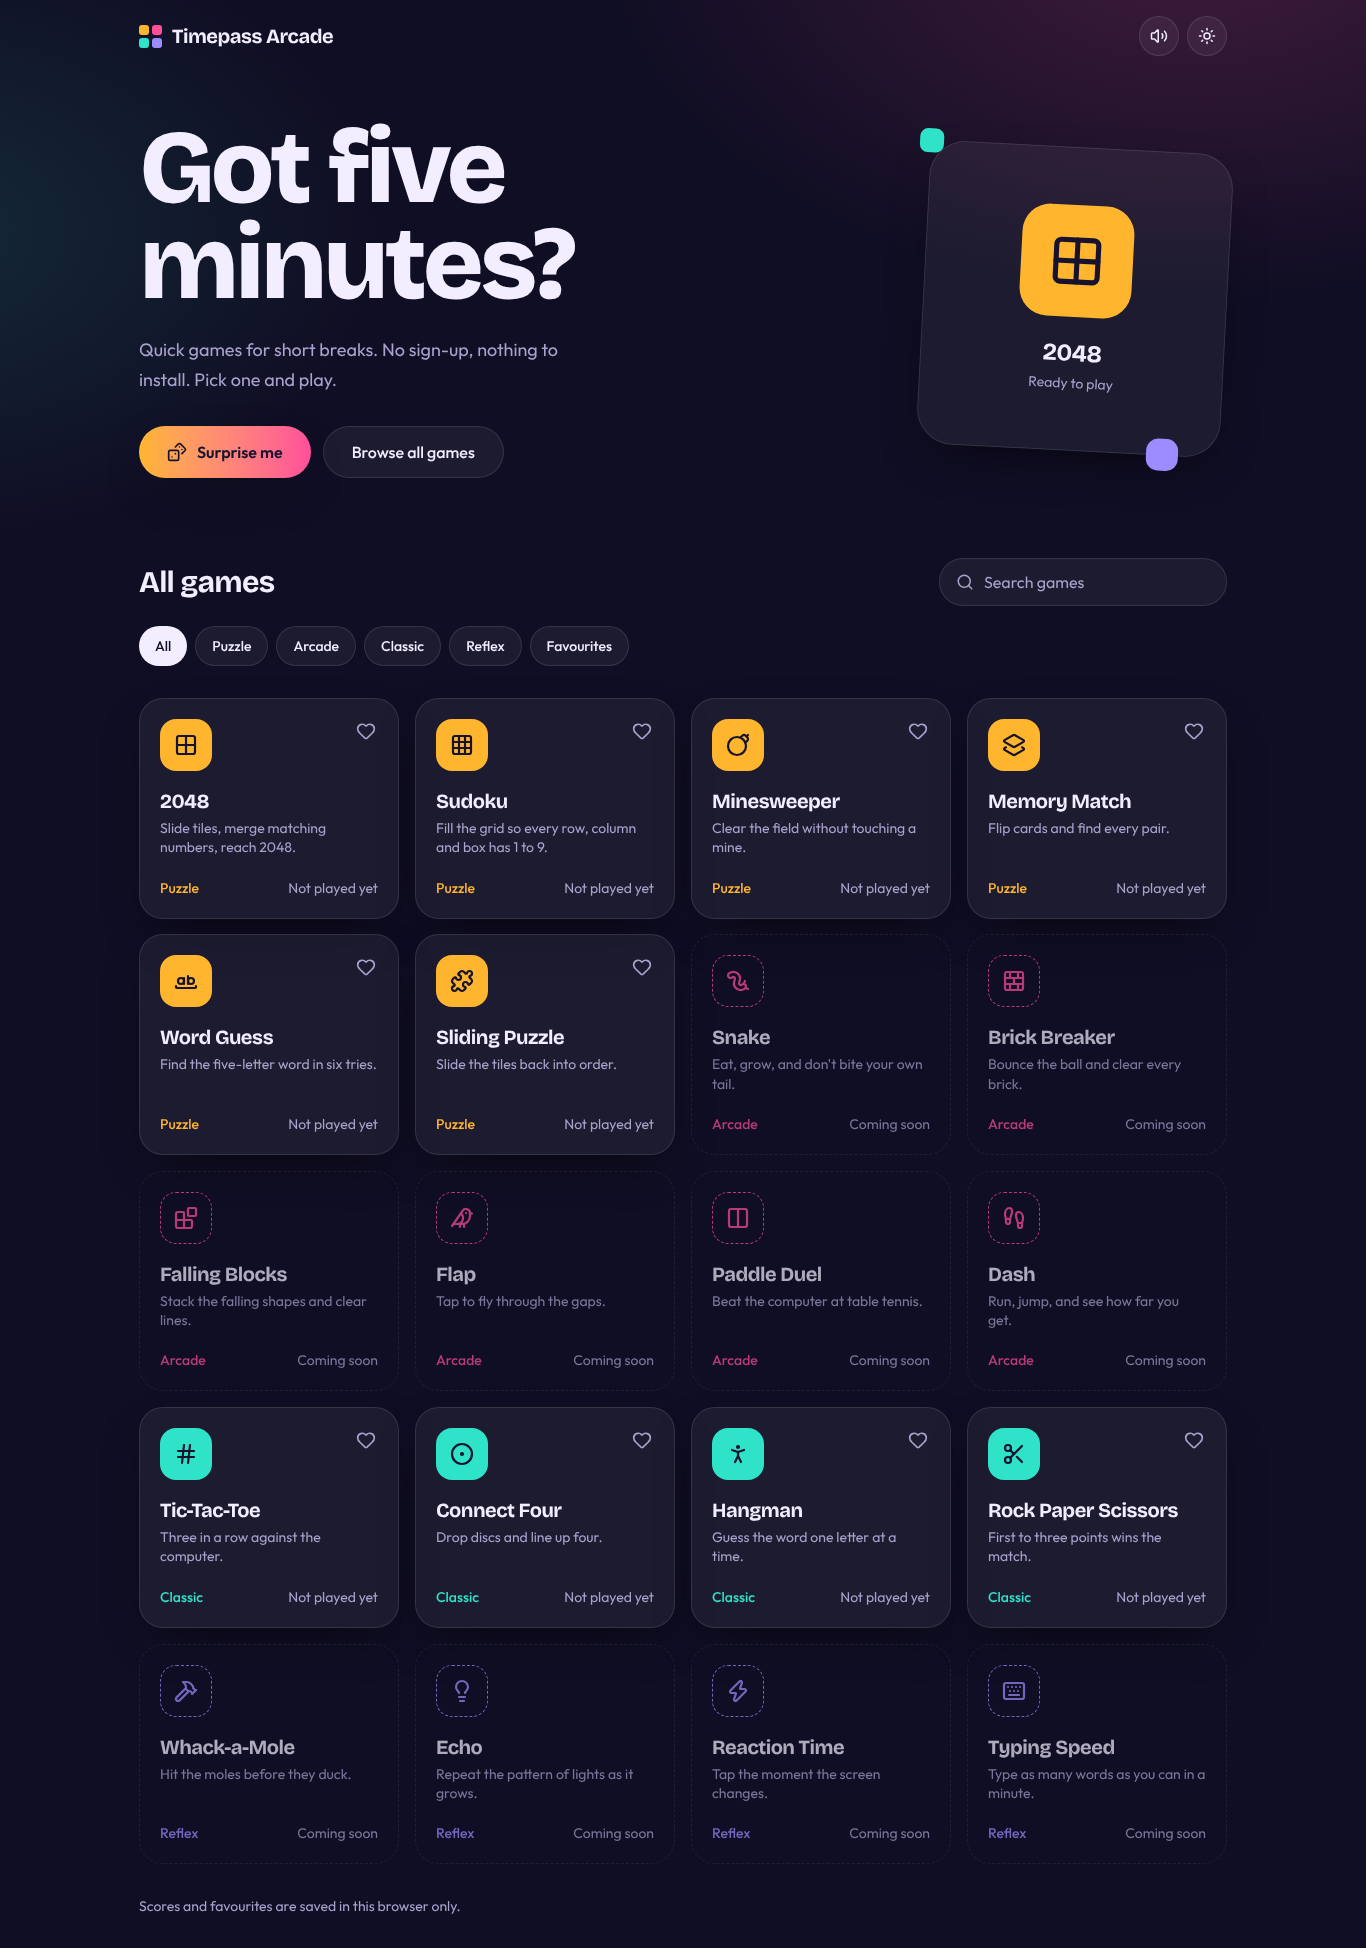 Timepass Arcade
Got five
minutes?
Quick games for short breaks. No sign-up, nothing to
install. Pick one and play.
Surprise me
Browse all games
2048
Ready to play
All games
Search games
All
Puzzle
Arcade
Classic
Reflex
Favourites
2048
Slide tiles, merge matching
numbers, reach 2048.
Puzzle
Not played yet
Sudoku
Fill the grid so every row, column
and box has 1 to 9.
Puzzle
Not played yet
Minesweeper
Clear the field without touching a
mine.
Puzzle
Not played yet
Memory Match
Flip cards and find every pair.
Puzzle
Not played yet
ab
Word Guess
Find the five-letter word in six tries.
Puzzle
Not played yet
Sliding Puzzle
Slide the tiles back into order.
Puzzle
Not played yet
Snake
Eat, grow, and don't bite your own
tail.
Arcade
Coming soon
Brick Breaker
Bounce the ball and clear every
brick.
Arcade
Coming soon
Falling Blocks
Stack the falling shapes and clear
lines.
Arcade
Coming soon
Flap
Tap to fly through the gaps.
Arcade
Coming soon
Paddle Duel
Beat the computer at table tennis.
Arcade
Coming soon
Dash
Run, jump, and see how far you
get.
Arcade
Coming soon
Tic-Tac-Toe
Three in a row against the
computer.
Classic
Not played yet
Connect Four
Drop discs and line up four.
Classic
Not played yet
Hangman
Guess the word one letter at a
time.
Classic
Not played yet
Rock Paper Scissors
First to three points wins the
match.
Classic
Not played yet
Whack-a-Mole
Hit the moles before they duck.
Reflex
Coming soon
Echo
Repeat the pattern of lights as it
grows.
Reflex
Coming soon
Reaction Time
Tap the moment the screen
changes.
Reflex
Coming soon
Typing Speed
Type as many words as you can in a
minute.
Reflex
Coming soon
Scores and favourites are saved in this browser only.